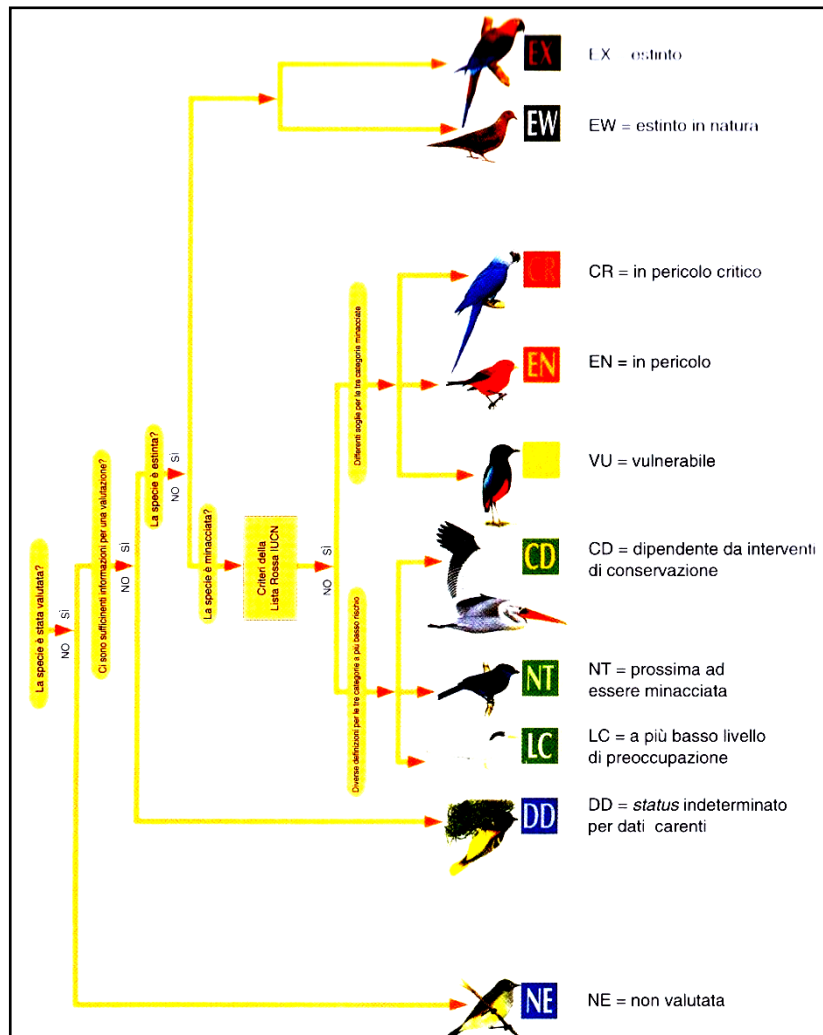 EX
EX = estinto
EW
EW = estinto in natura
CR
CR = in pericolo critico
EN
EN = in pericolo
VU = vulnerabile
CD
CD = dipendente da interventi
di conservazione
NT
NT = prossima ad
essere minacciata
LC
LC = a più basso livello
di preoccupazione
DD
DD = status indeterminato
per dati carenti
NE
NE = non valutata
La specie è stata valutata?
SÌ
NO
Ci sono sufficinenti informazioni per una valutazione?
SÌ
NO
La specie è estinta?
SÌ
NO
La specie è minacciata?
Criteri della
Lista Rossa IUCN
SÌ
NO
Differenti soglie per le tre categorie minacciate
Diverse definizioni per le tre categorie a più basso rischio